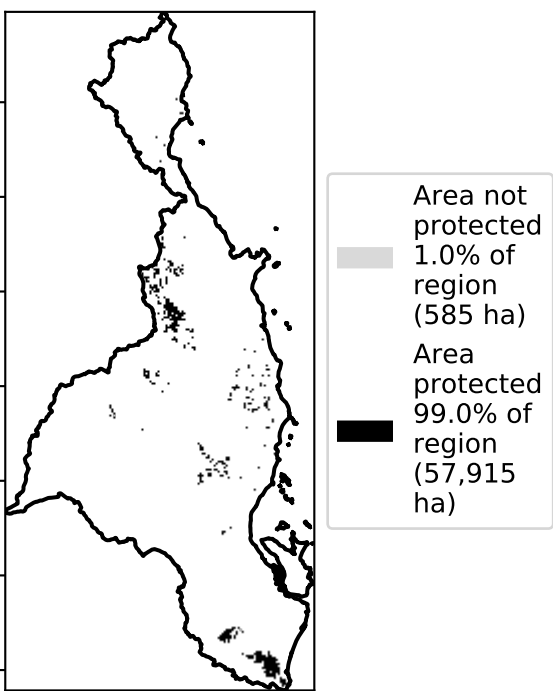 Area not
protected
1.0% of
region
(585 ha)
Area
protected
99.0% of
region
(57,915
ha)